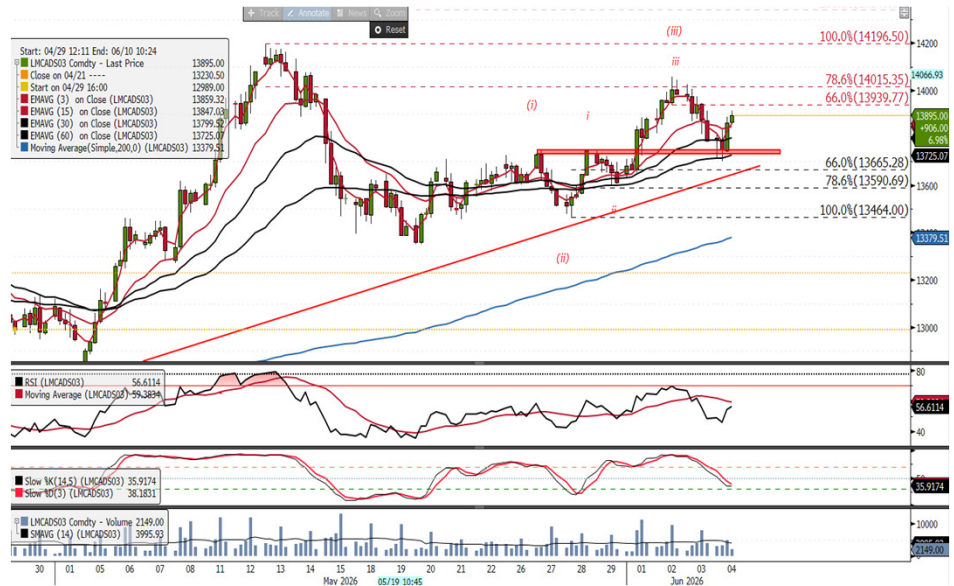 Track Annotate News Zoom
Reset
Start: 04/29 12:11 End: 06/10 10:24
LMCADS03 Comdty - Last Price 13895.00
Close on 04/21 ---- 13230.50
Start on 04/29 16:00 12989.00
EMAVG (3) on Close (LMCADS03) 13859.32
EMAVG (15) on Close (LMCADS03) 13847.03
EMAVG (30) on Close (LMCADS03) 13799.52
EMAVG (60) on Close (LMCADS03) 13725.07
Moving Average(Simple,200,0) (LMCADS03) 13379.51
(iii)
iii
(i)
i
ii
(ii)
100.0%(14196.50)
78.6%(14015.35)
66.0%(13939.77)
66.0%(13665.28)
78.6%(13590.69)
100.0%(13464.00)
14200
14066.93
14000
13895.00
+906.00
6.98%
13725.07
13600
13379.51
13200
13000
RSI (LMCADS03) 56.6114
Moving Average (LMCADS03) 59.3834
80
56.6114
40
Slow %K(14,5) (LMCADS03) 35.9174
Slow %D(3) (LMCADS03) 38.1831
35.9174
LMCADS03 Comdty - Volume 2149.00
SMAVG (14) (LMCADS03) 3995.93
10000
2149.00
30 01 05 06 07 08 11 12 13 14 15 18 19 20 21 22 26 27 28 29 01 02 03 04
May 2026 05/19 10:45 Jun 2026